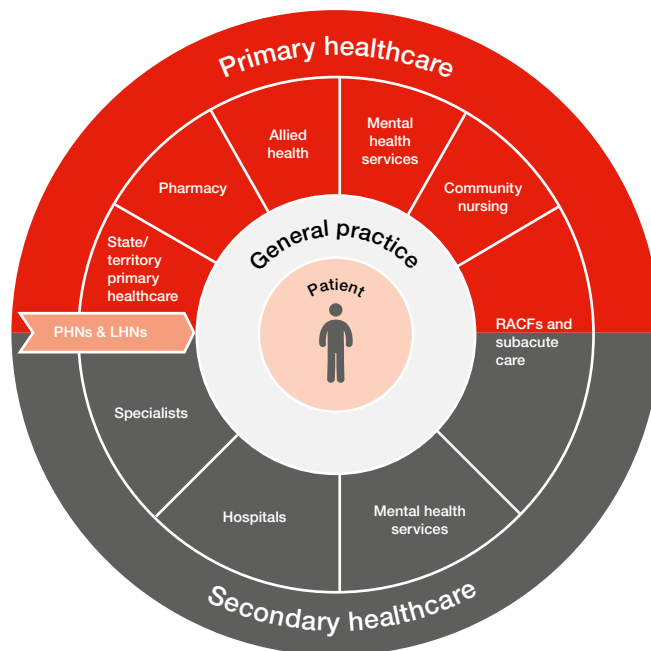 Primary healthcare
Allied
health
Mental
health
services
Pharmacy
Community
nursing
State/
territory
primary
healthcare
General practice
Patient
PHNs & LHNs
RACFs and
subacute
care
Specialists
Hospitals
Mental health
services
Secondary healthcare